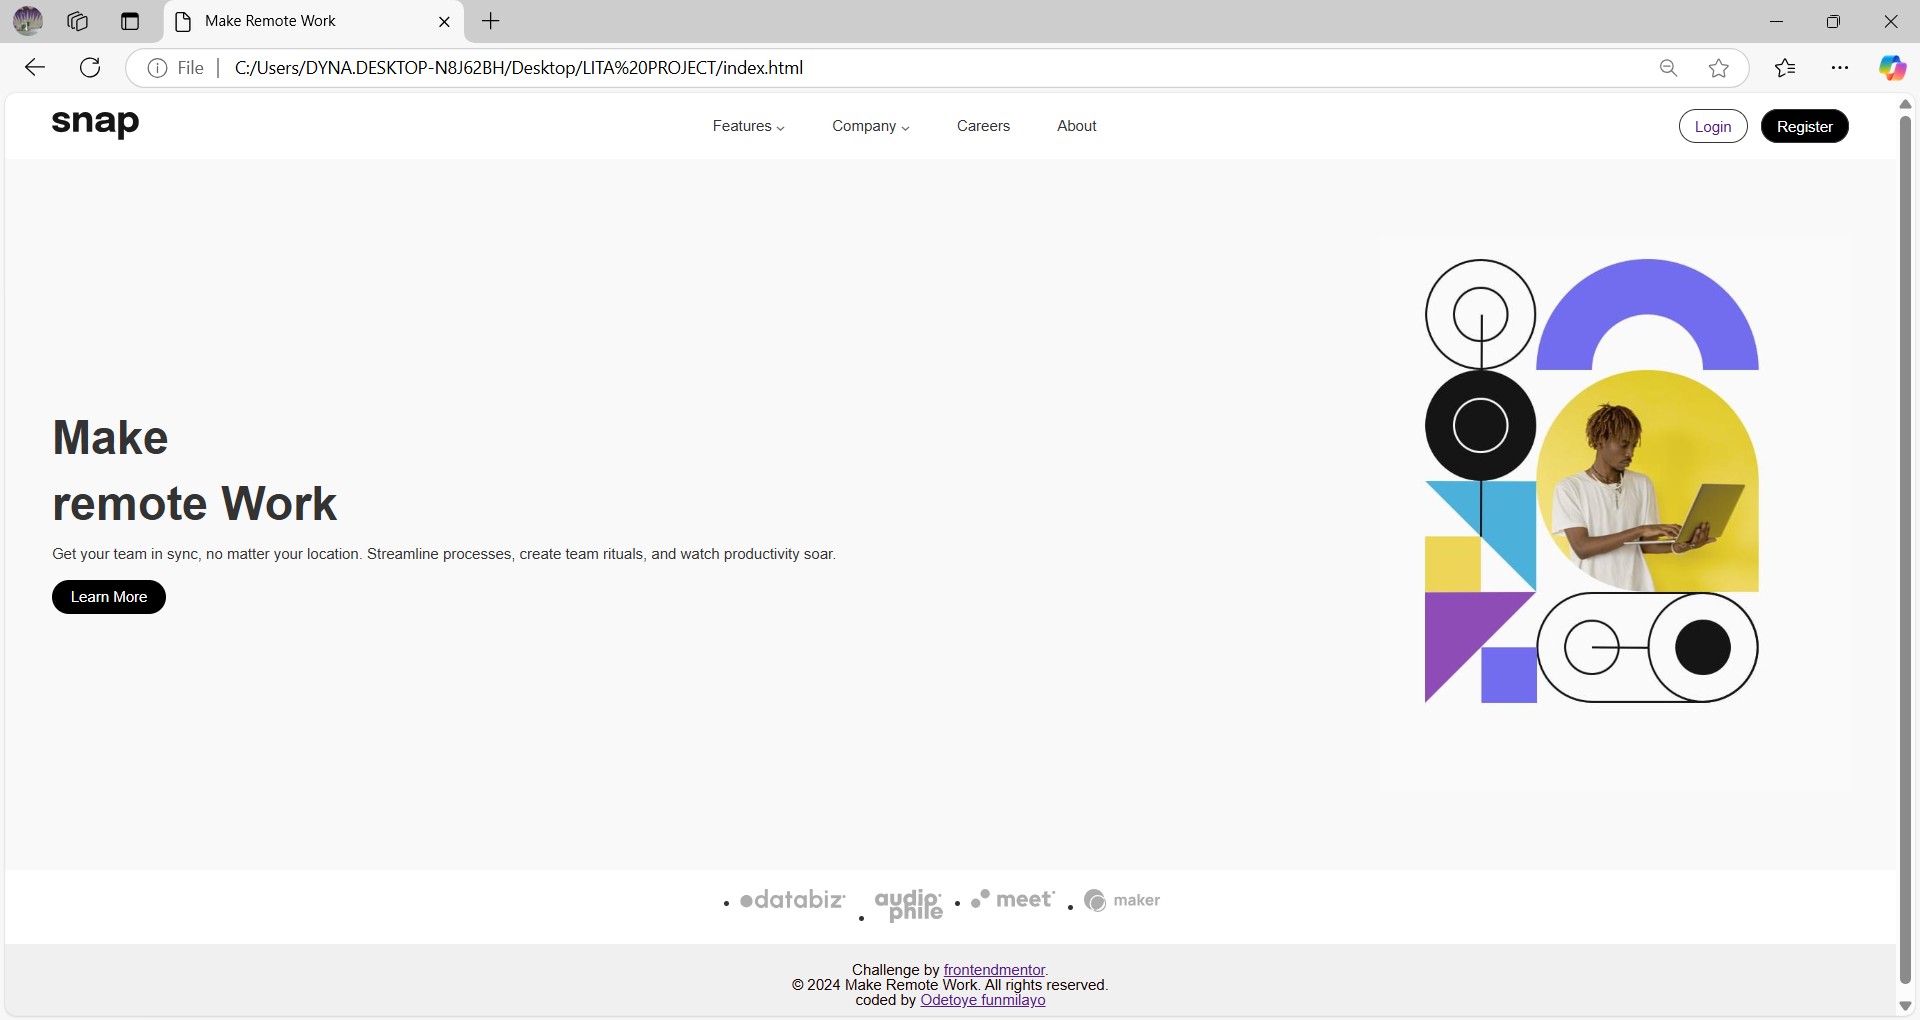 Make Remote Work
File
C:/Users/DYNA.DESKTOP-N8J62BH/Desktop/LITA%20PROJECT/index.html
snap
Features
Company
Careers
About
Login
Register
Make
remote Work
Get your team in sync, no matter your location. Streamline processes, create team rituals, and watch productivity soar.
Learn More
databiz
audio
phile
meet
maker
Challenge by frontendmentor.
© 2024 Make Remote Work. All rights reserved.
coded by Odetoye funmilayo